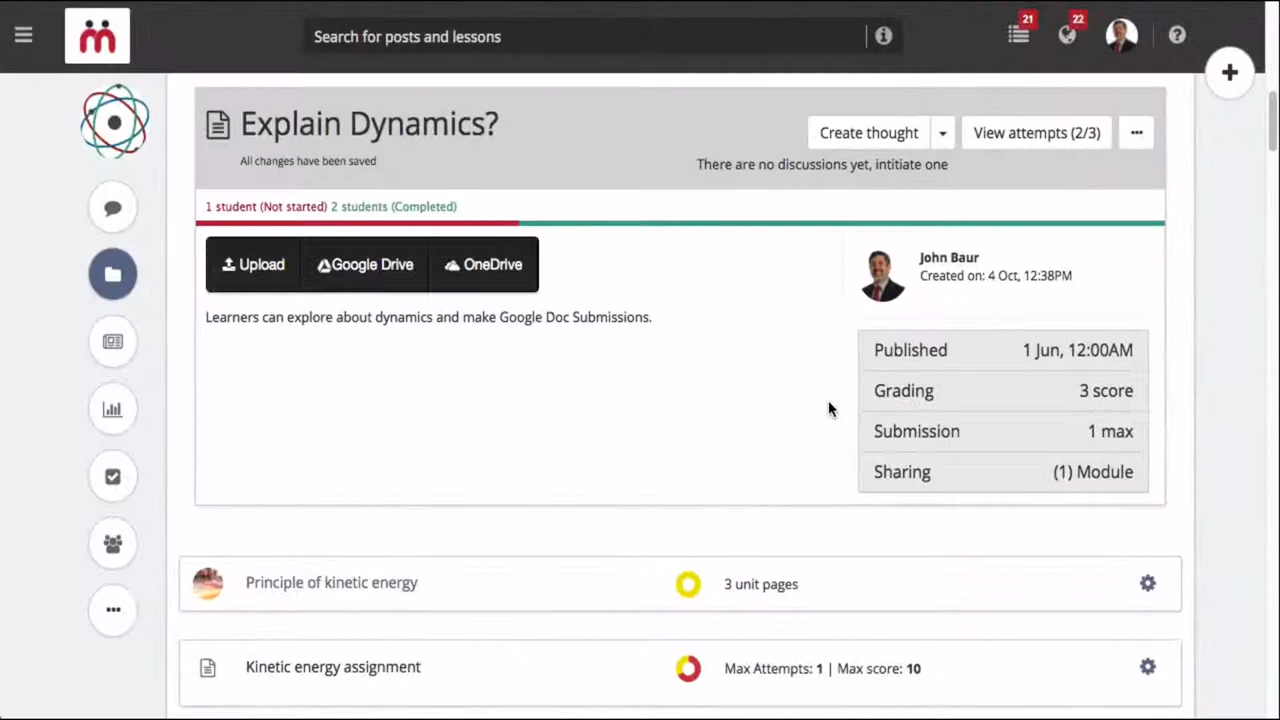 Search for posts and lessons
21
22
Explain Dynamics?
Create thought
View attempts (2/3)
All changes have been saved
There are no discussions yet, intitiate one
1 student (Not started) 2 students (Completed)
Upload
Google Drive
OneDrive
John Baur
Created on: 4 Oct, 12:38PM
Learners can explore about dynamics and make Google Doc Submissions.
Published 1 Jun, 12:00AM
Grading 3 score
Submission 1 max
Sharing (1) Module
Principle of kinetic energy 3 unit pages
Kinetic energy assignment Max Attempts: 1 | Max score: 10